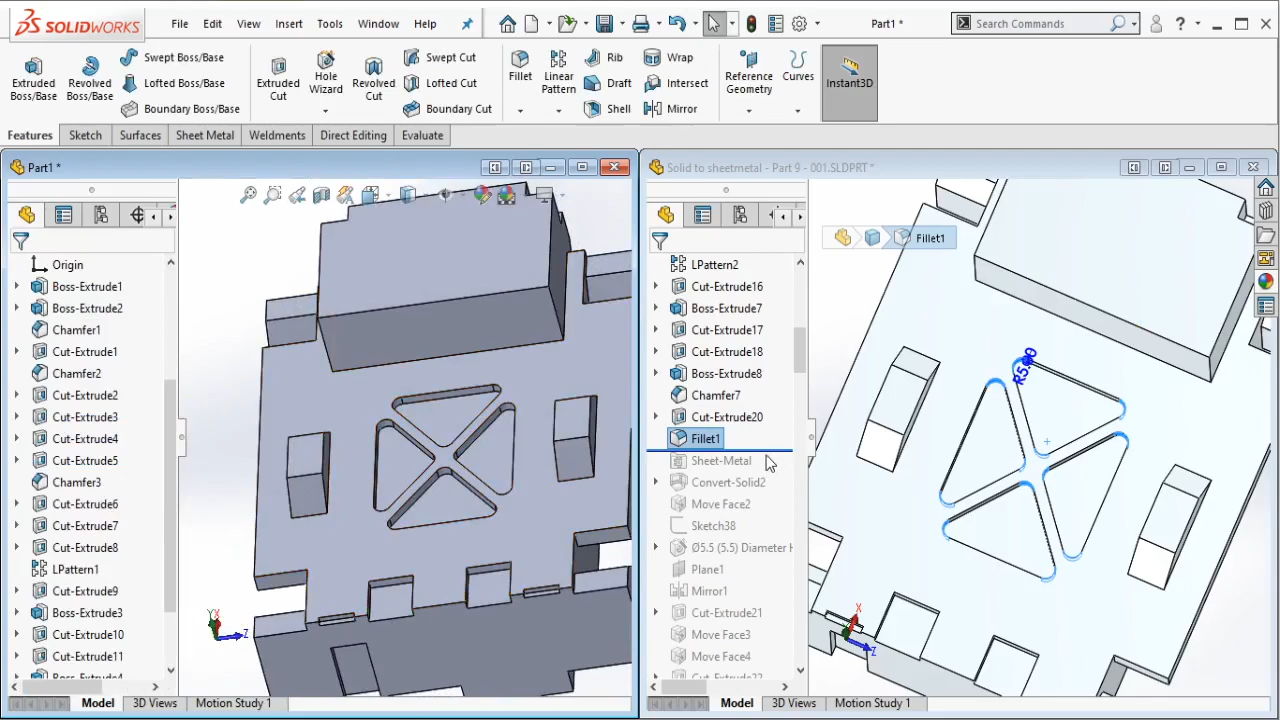 SOLIDWORKS
File Edit View Insert Tools Window Help
Part1 *
Search Commands
Extruded Boss/Base
Revolved Boss/Base
Swept Boss/Base
Lofted Boss/Base
Boundary Boss/Base
Extruded Cut
Hole Wizard
Revolved Cut
Swept Cut
Lofted Cut
Boundary Cut
Fillet
Linear Pattern
Rib
Draft
Shell
Wrap
Intersect
Mirror
Reference Geometry
Curves
Instant3D
Features Sketch Surfaces Sheet Metal Weldments Direct Editing Evaluate
Part1 *
Origin
Boss-Extrude1
Boss-Extrude2
Chamfer1
Cut-Extrude1
Chamfer2
Cut-Extrude2
Cut-Extrude3
Cut-Extrude4
Cut-Extrude5
Chamfer3
Cut-Extrude6
Cut-Extrude7
Cut-Extrude8
LPattern1
Cut-Extrude9
Boss-Extrude3
Cut-Extrude10
Cut-Extrude11
Y X Z
Model 3D Views Motion Study 1
Solid to sheetmetal - Part 9 - 001.SLDPRT *
LPattern2
Cut-Extrude16
Boss-Extrude7
Cut-Extrude17
Cut-Extrude18
Boss-Extrude8
Chamfer7
Cut-Extrude20
Fillet1
Sheet-Metal
Convert-Solid2
Move Face2
Sketch38
Ø5.5 (5.5) Diameter H
Plane1
Mirror1
Cut-Extrude21
Move Face3
Move Face4
Fillet1
X Z
Model 3D Views Motion Study 1